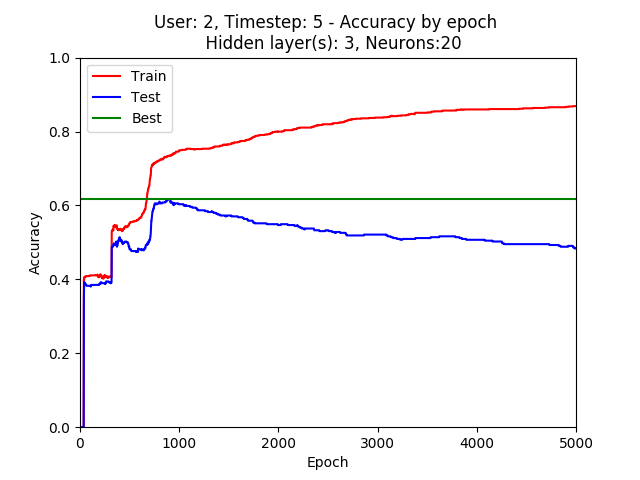 User: 2, Timestep: 5 - Accuracy by epoch
Hidden layer(s): 3, Neurons:20
1.0
0.8
0.6
0.4
0.2
0.0
Accuracy
Train
Test
Best
0 1000 2000 3000 4000 5000
Epoch